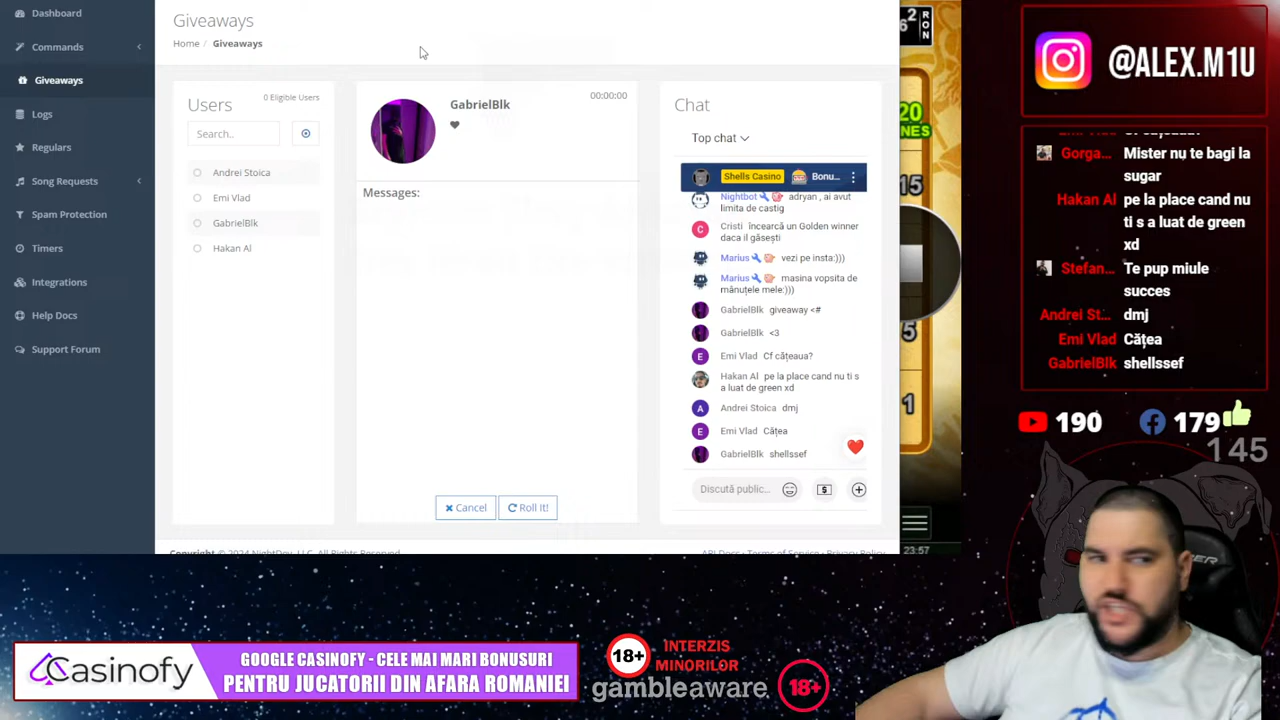 Dashboard
Commands
Giveaways
Logs
Regulars
Song Requests
Spam Protection
Timers
Integrations
Help Docs
Support Forum
Giveaways
Home / Giveaways
Users
0 Eligible Users
Search..
Andrei Stoica
Emi Vlad
GabrielBlk
Hakan Al
GabrielBlk
00:00:00
Messages:
Cancel
Roll It!
Chat
Top chat
Shells Casino Bonu...
Nightbot adryan , ai avut
limita de castig
Cristi încearcă un Golden winner
daca il găsești
Marius vezi pe insta:)))
Marius masina vopsita de
mânuțele mele:)))
GabrielBlk giveaway <#
GabrielBlk <3
Emi Vlad Cf cățeaua?
Hakan Al pe la place cand nu ti s
a luat de green xd
Andrei Stoica dmj
Emi Vlad Cățea
GabrielBlk shellssef
Discută public...
RON
20
15
1
23:57
@ALEX.M1U
Gorga... Mister nu te bagi la
sugar
Hakan Al pe la place cand nu
ti s a luat de green
xd
Stefan... Te pup miule
succes
Andrei St... dmj
Emi Vlad Cățea
GabrielBlk shellssef
190
179
145
Casinofy
GOOGLE CASINOFY - CELE MAI MARI BONUSURI
PENTRU JUCATORII DIN AFARA ROMANIEI
18+
INTERZIS
MINORILOR
gambleaware
18+